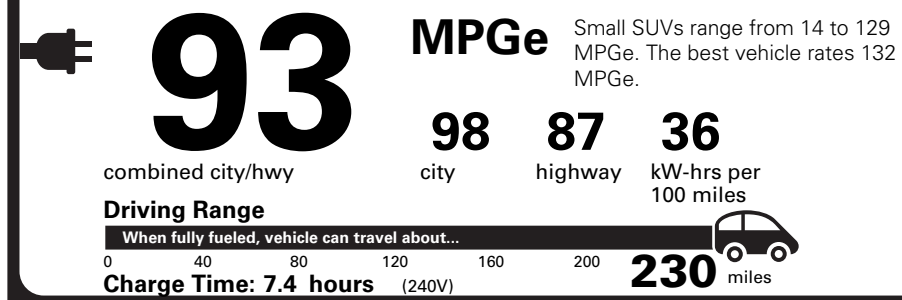 93
MPGe
Small SUVs range from 14 to 129
MPGe. The best vehicle rates 132
MPGe.
98
87
36
combined city/hwy
city
highway
kW-hrs per
100 miles
Driving Range
When fully fueled, vehicle can travel about...
0 40 80 120 160 200 230 miles
Charge Time: 7.4 hours (240V)